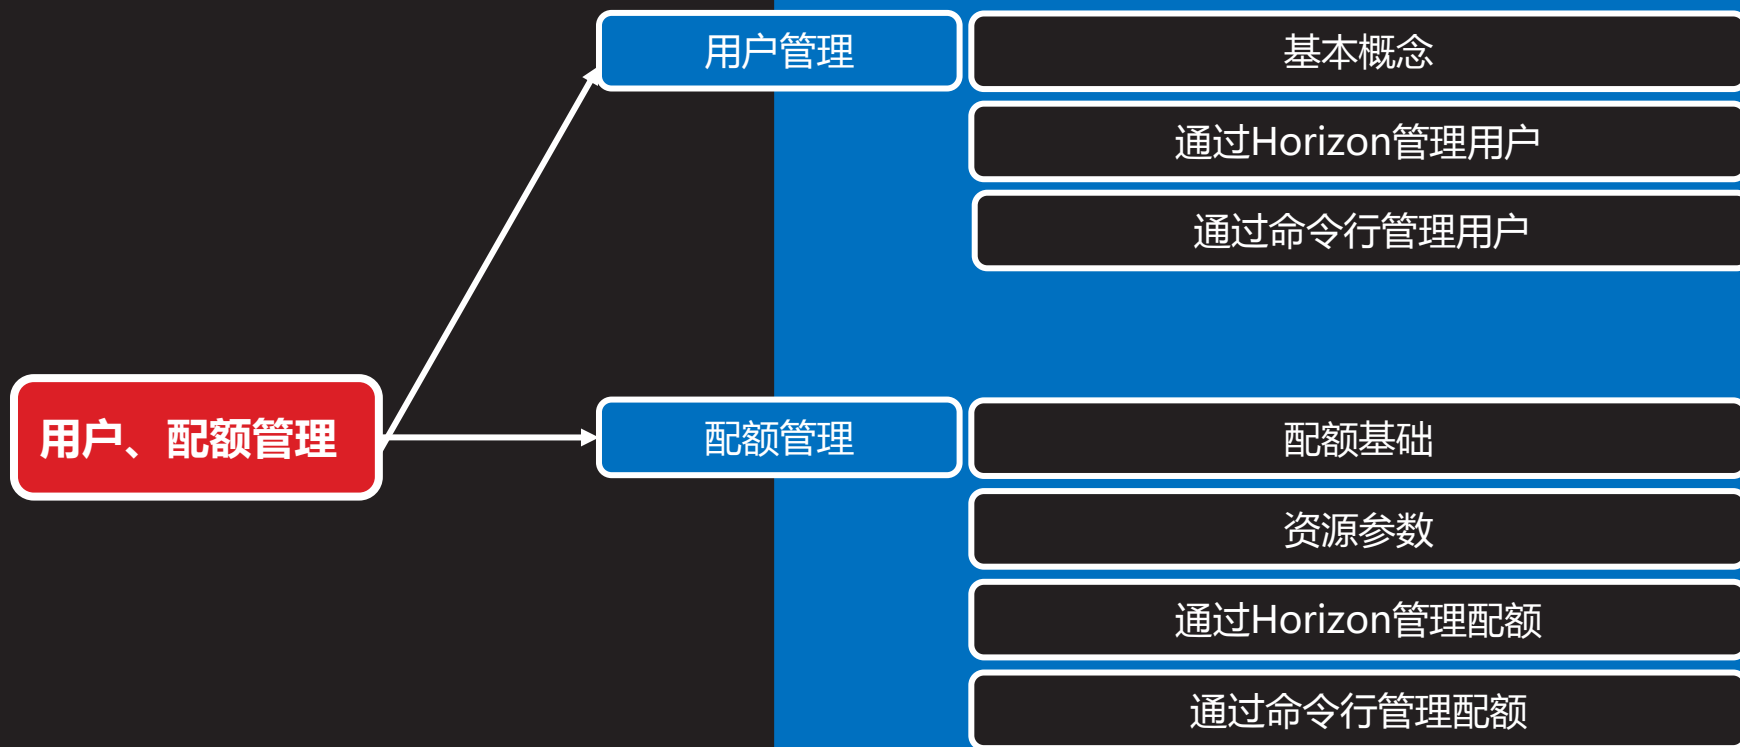 用户管理
基本概念
通过Horizon管理用户
通过命令行管理用户
用户、配额管理
配额管理
配额基础
资源参数
通过Horizon管理配额
通过命令行管理配额